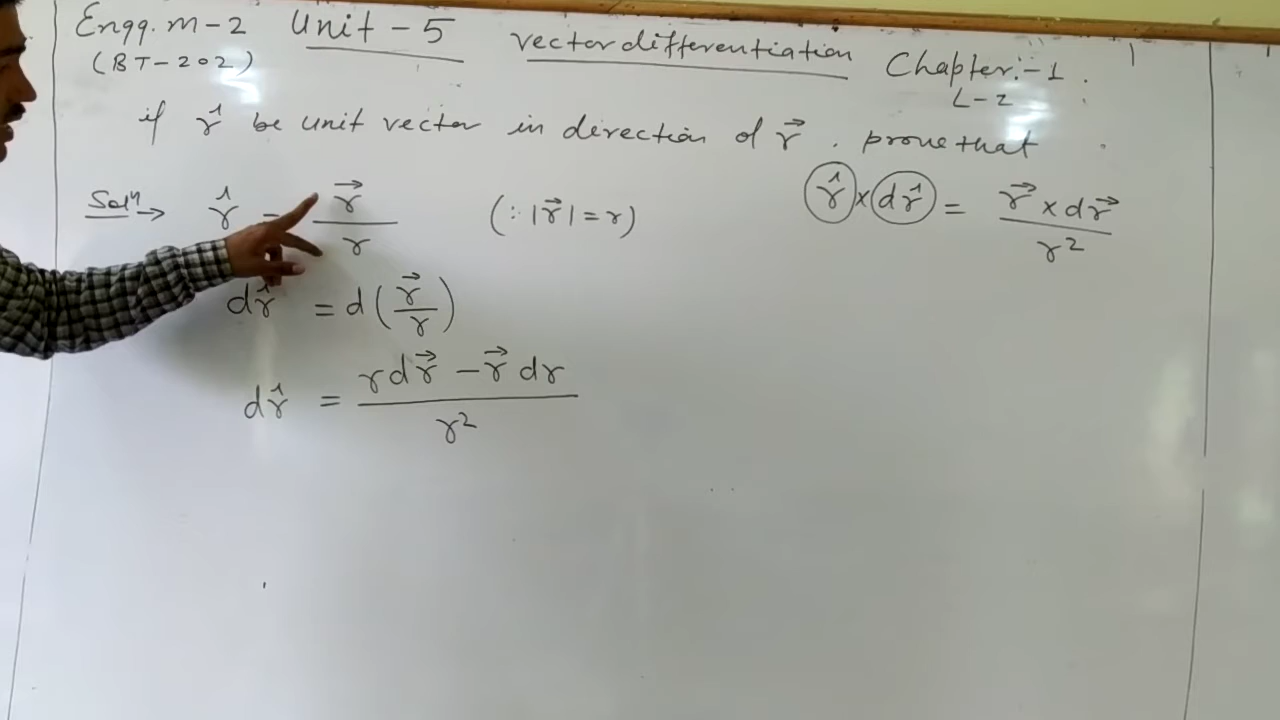 Engg. m-2 Unit-5 vector differentiation Chapter:-1.
(BT-202) L-2
if r̂ be unit vector in direction of r⃗ . prove that
r̂ × dr̂ = (r⃗ × dr⃗)/r²
Solⁿ → r̂ = r⃗/r (∵ |r⃗| = r)
dr̂ = d(r⃗/r)
dr̂ = (r dr⃗ - r⃗ dr)/r²